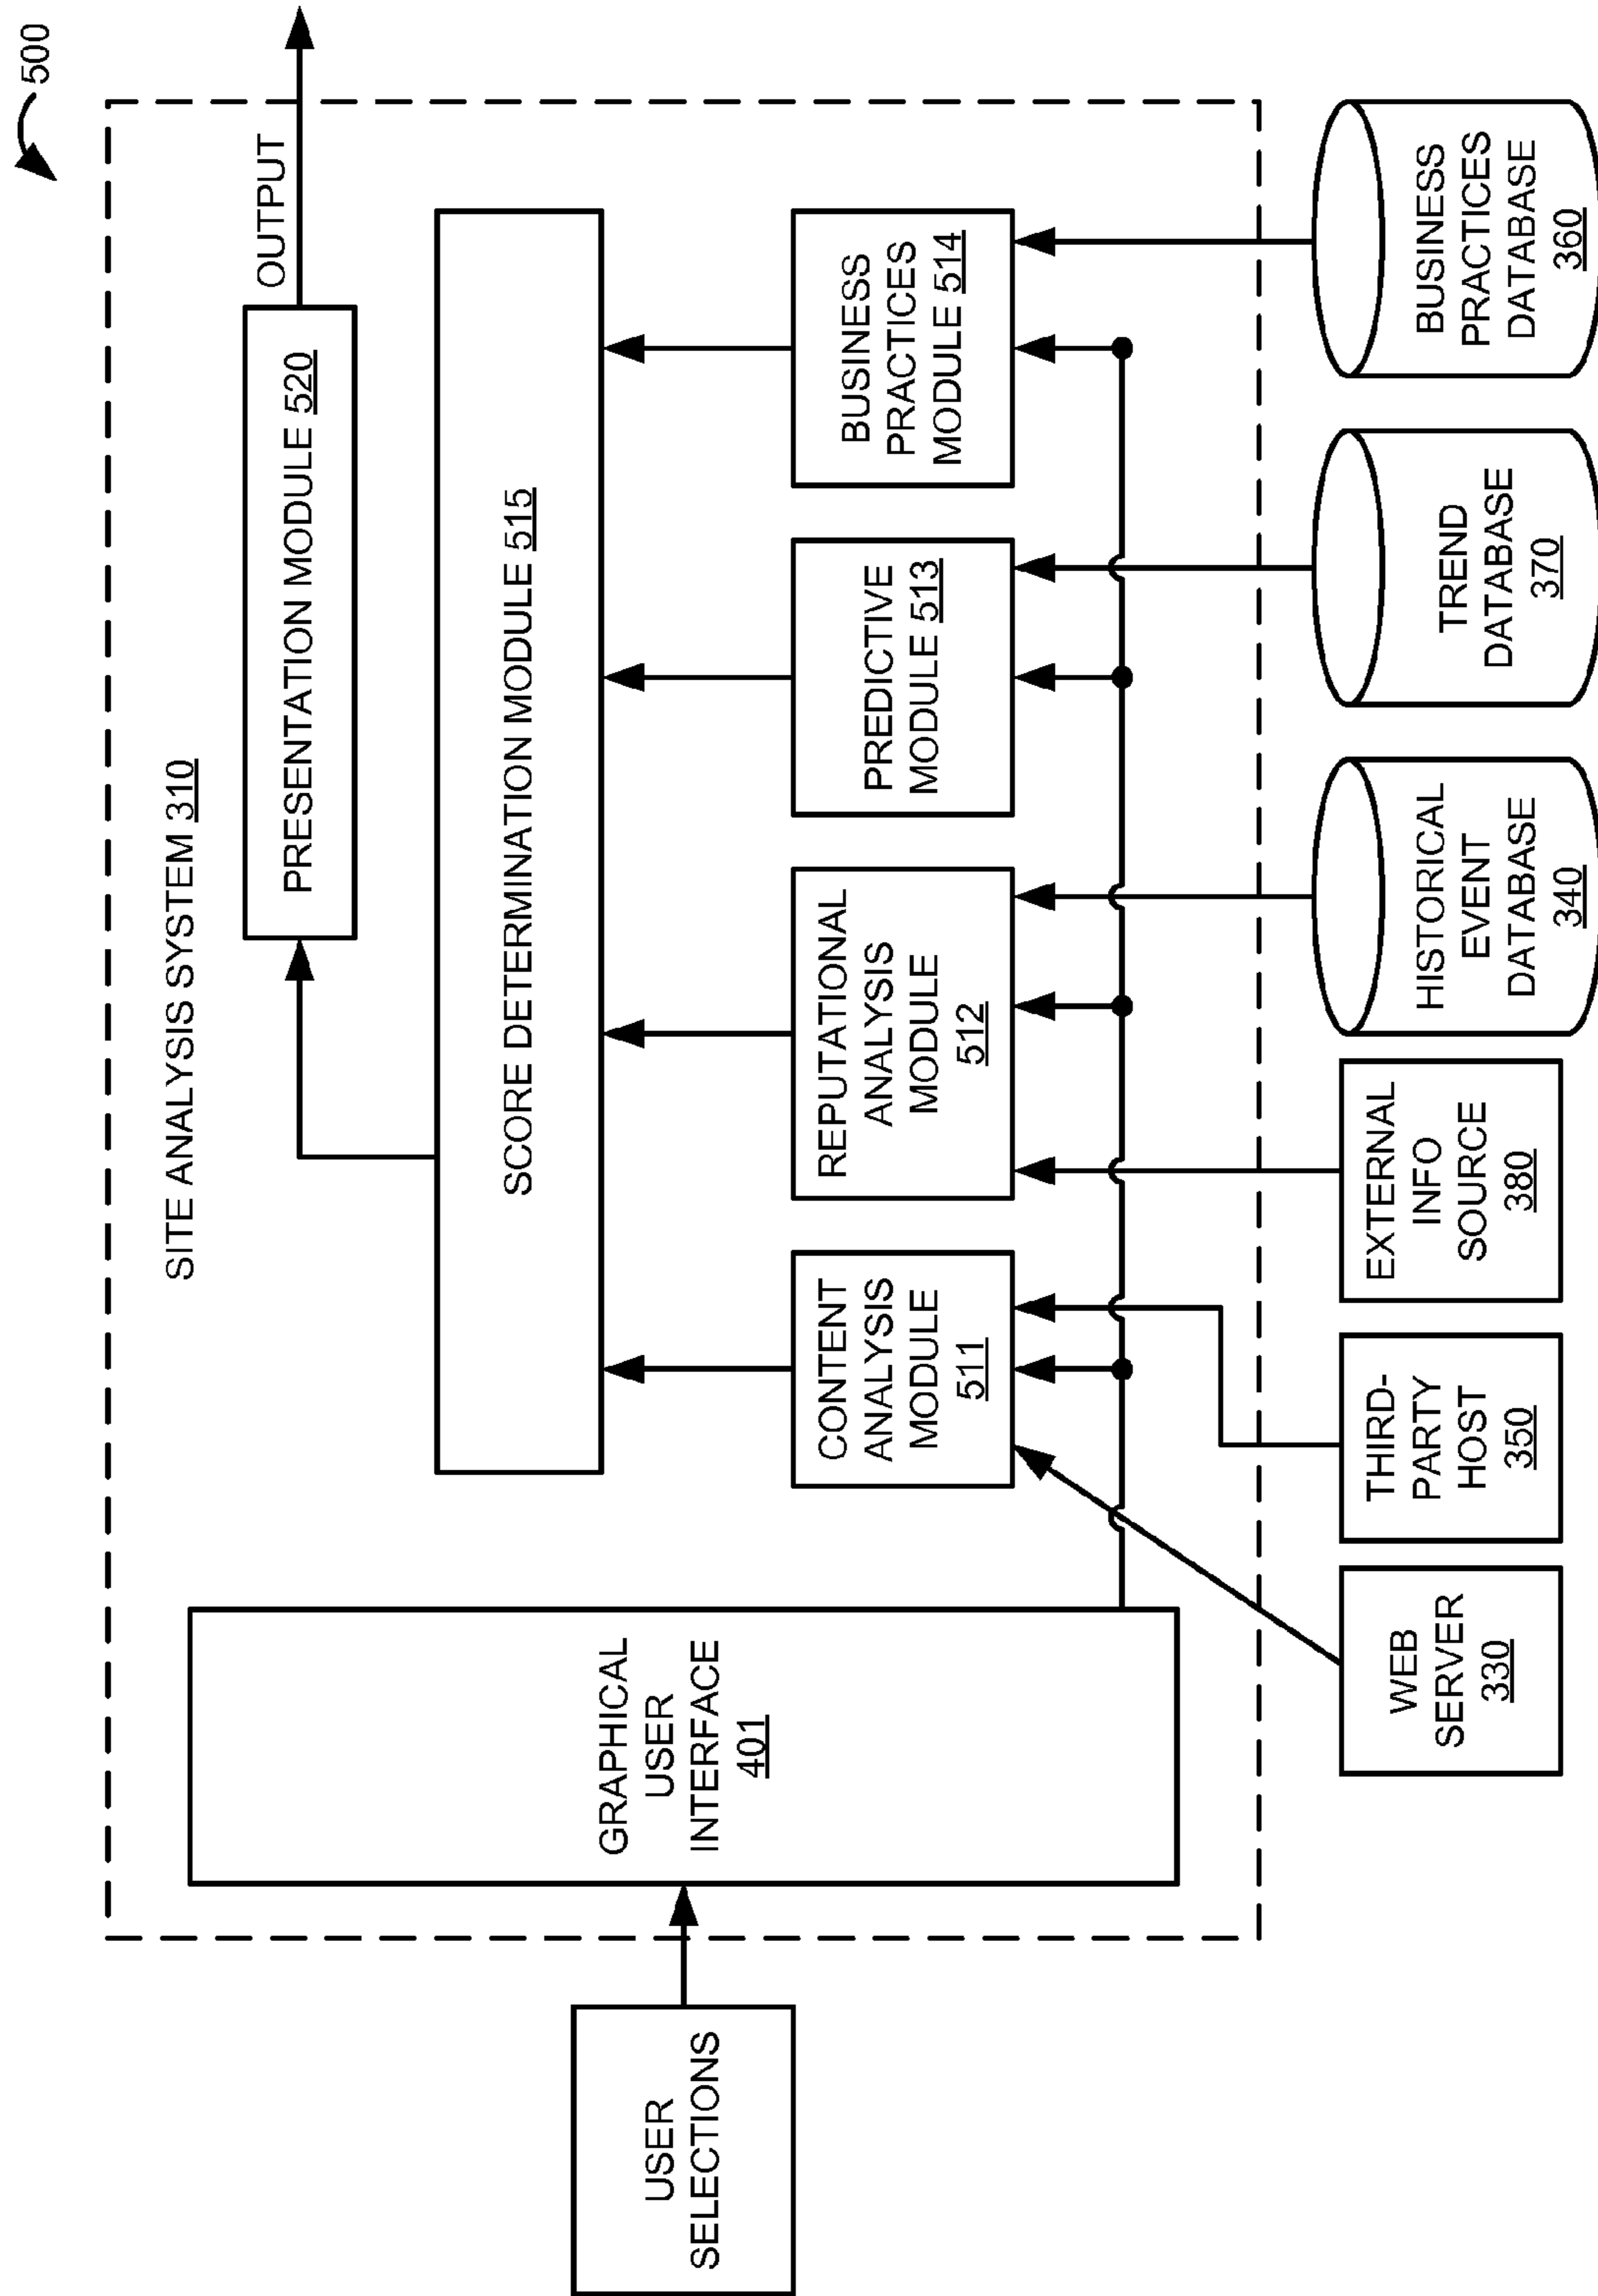 500
SITE ANALYSIS SYSTEM 310
PRESENTATION MODULE 520
OUTPUT
SCORE DETERMINATION MODULE 515
GRAPHICAL
USER
INTERFACE
401
USER
SELECTIONS
CONTENT
ANALYSIS
MODULE
511
REPUTATIONAL
ANALYSIS
MODULE
512
PREDICTIVE
MODULE 513
BUSINESS
PRACTICES
MODULE 514
WEB
SERVER
330
THIRD-
PARTY
HOST
350
EXTERNAL
INFO
SOURCE
380
HISTORICAL
EVENT
DATABASE
340
TREND
DATABASE
370
BUSINESS
PRACTICES
DATABASE
360